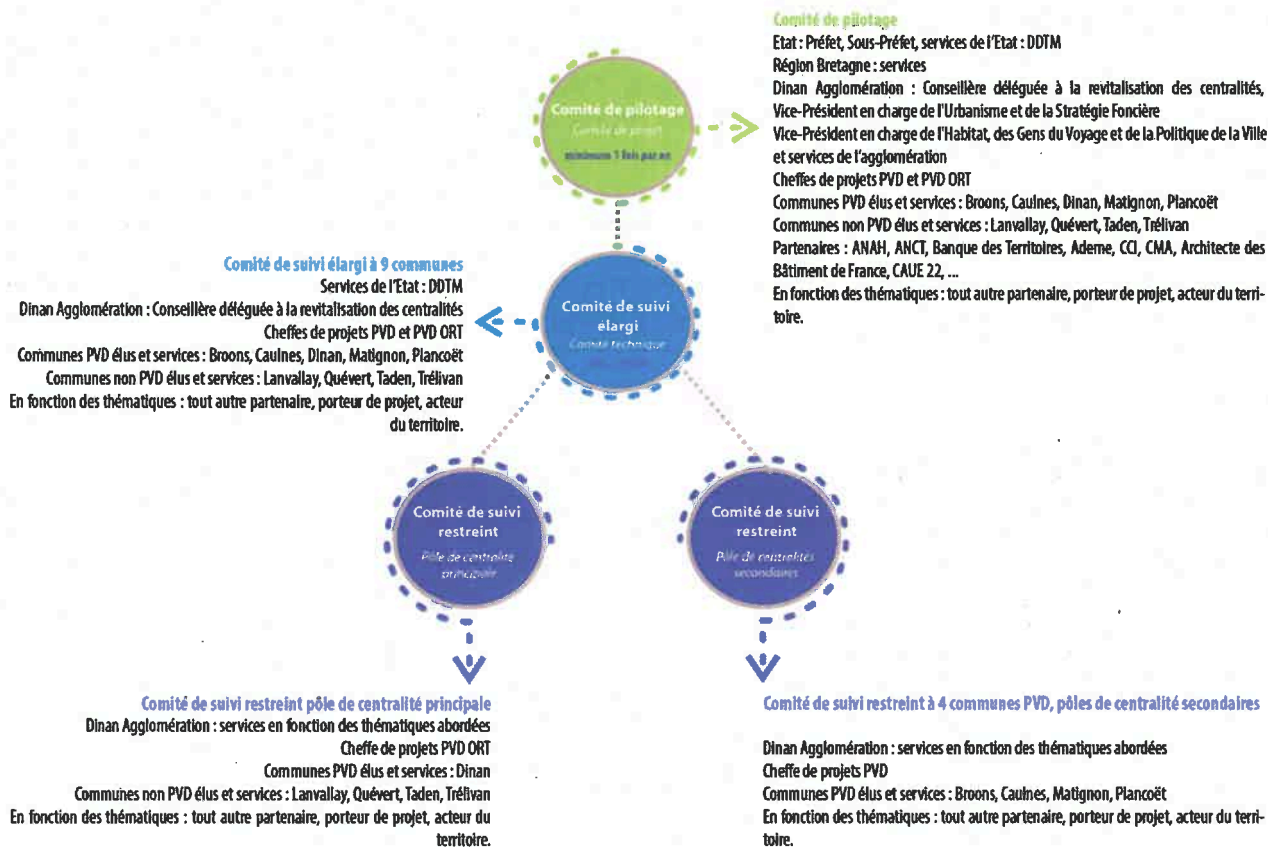 Comité de pilotage
Etat : Préfet, Sous-Préfet, services de l'Etat : DDTM
Région Bretagne : services
Dinan Agglomération : Conseillère déléguée à la revitalisation des centralités,
Vice-Président en charge de l'Urbanisme et de la Stratégie Foncière
Vice-Président en charge de l'Habitat, des Gens du Voyage et de la Politique de la Ville
et services de l'agglomération
Cheffes de projets PVD et PVD ORT
Communes PVD élus et services : Broons, Caulnes, Dinan, Matignon, Plancoët
Communes non PVD élus et services : Lanvallay, Quévert, Taden, Trélivan
Partenaires : ANAH, ANCT, Banque des Territoires, Ademe, CCI, CMA, Architecte des
Bâtiment de France, CAUE 22, ...
En fonction des thématiques : tout autre partenaire, porteur de projet, acteur du terri-
toire.
Comité de pilotage
Comité de projet
minimum 1 fois par an
Comité de suivi élargi à 9 communes
Services de l'Etat : DDTM
Dinan Agglomération : Conseillère déléguée à la revitalisation des centralités
Cheffes de projets PVD et PVD ORT
Communes PVD élus et services : Broons, Caulnes, Dinan, Matignon, Plancoët
Communes non PVD élus et services : Lanvallay, Quévert, Taden, Trélivan
En fonction des thématiques : tout autre partenaire, porteur de projet, acteur
du territoire.
Comité de suivi
élargi
Comité technique
Comité de suivi
restreint
Pôle de centralité
principale
Comité de suivi
restreint
Pôle de centralités
secondaires
Comité de suivi restreint pôle de centralité principale
Dinan Agglomération : services en fonction des thématiques abordées
Cheffe de projets PVD ORT
Communes PVD élus et services : Dinan
Communes non PVD élus et services : Lanvallay, Quévert, Taden, Trélivan
En fonction des thématiques : tout autre partenaire, porteur de projet, acteur du
territoire.
Comité de suivi restreint à 4 communes PVD, pôles de centralité secondaires
Dinan Agglomération : services en fonction des thématiques abordées
Cheffe de projets PVD
Communes PVD élus et services : Broons, Caulnes, Matignon, Plancoët
En fonction des thématiques : tout autre partenaire, porteur de projet, acteur du terri-
toire.